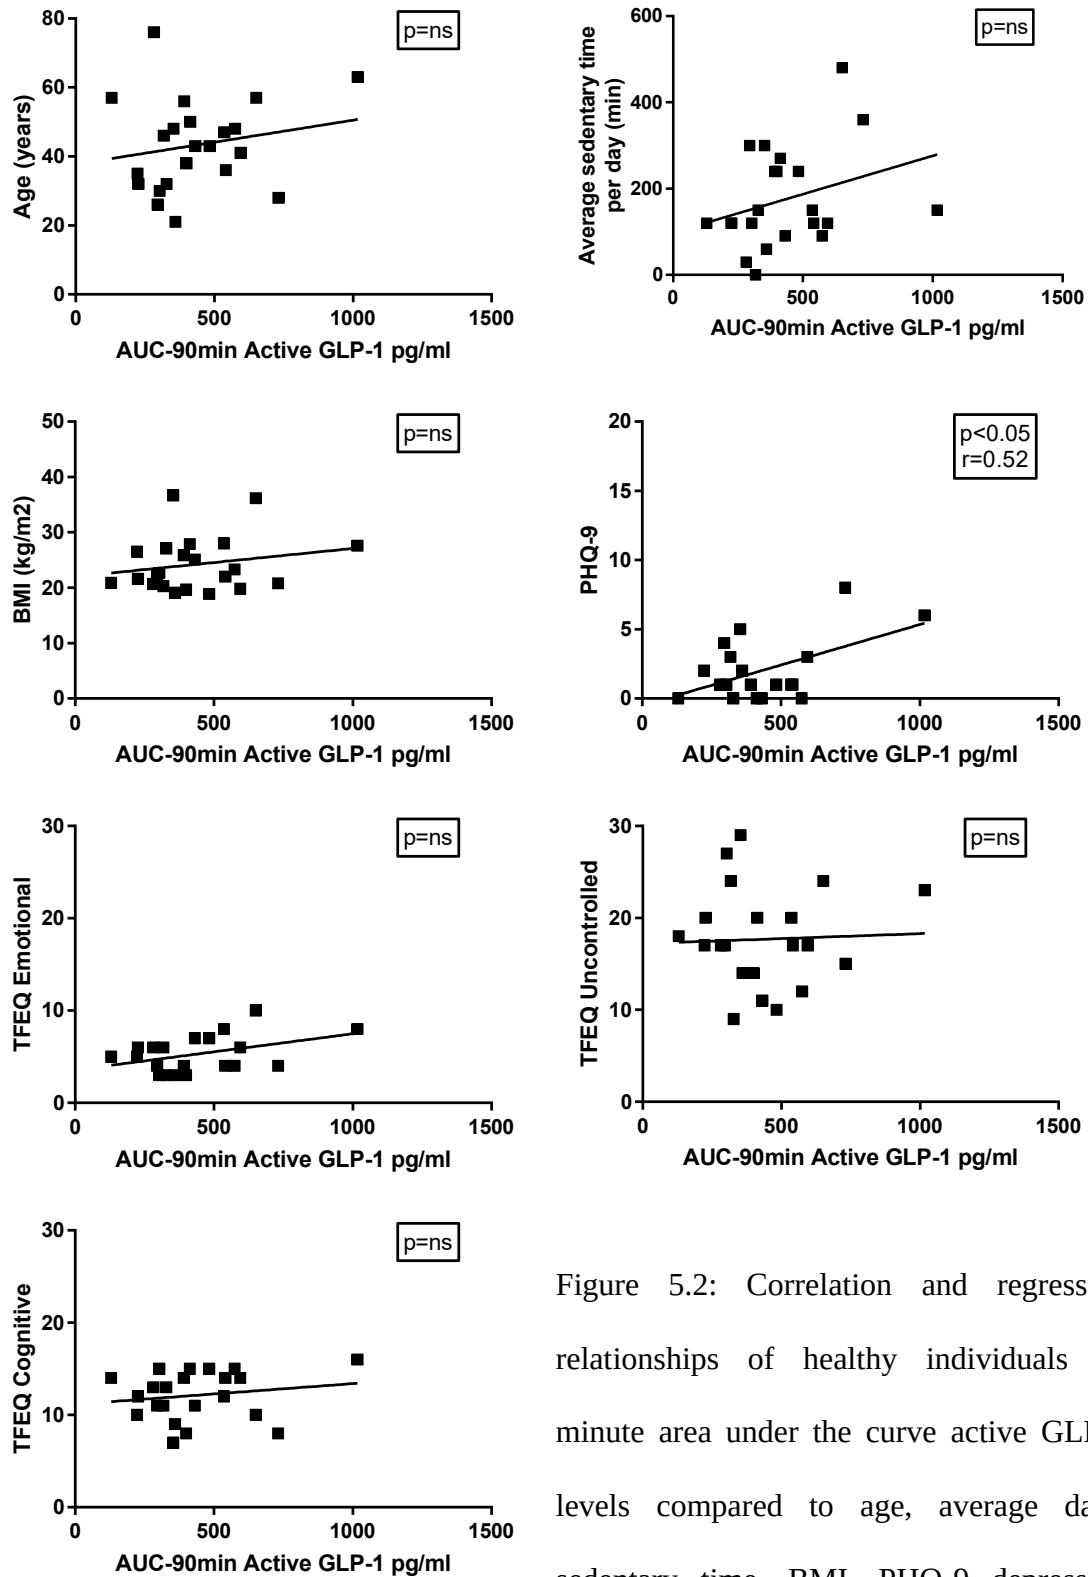 80
60
40
20
0
Age (years)
p=ns
0 500 1000 1500
AUC-90min Active GLP-1 pg/ml
600
400
200
0
Average sedentary time
per day (min)
p=ns
0 500 1000 1500
AUC-90min Active GLP-1 pg/ml
50
40
30
20
10
0
BMI (kg/m2)
p=ns
0 500 1000 1500
AUC-90min Active GLP-1 pg/ml
20
15
10
5
0
PHQ-9
p<0.05
r=0.52
0 500 1000 1500
AUC-90min Active GLP-1 pg/ml
30
20
10
0
TFEQ Emotional
p=ns
0 500 1000 1500
AUC-90min Active GLP-1 pg/ml
30
20
10
0
TFEQ Uncontrolled
p=ns
0 500 1000 1500
AUC-90min Active GLP-1 pg/ml
30
20
10
0
TFEQ Cognitive
p=ns
0 500 1000 1500
AUC-90min Active GLP-1 pg/ml
Figure 5.2: Correlation and regress
relationships of healthy individuals
minute area under the curve active GL
levels compared to age, average da
sedentary time, BMI, PHQ-9 depress